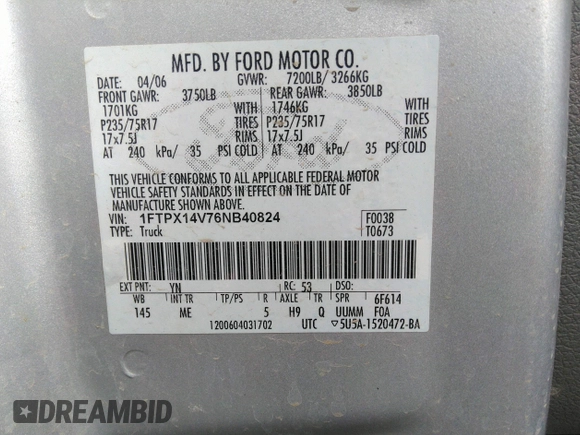 MFD. BY FORD MOTOR CO.
DATE: 04/06 GVWR: 7200LB/ 3266KG
FRONT GAWR: 3750LB REAR GAWR: 3850LB
1701KG WITH 1746KG WITH
P235/75R17 TIRES P235/75R17 TIRES
17x7.5J RIMS 17x7.5J RIMS
AT 240 kPa/ 35 PSI COLD AT 240 kPa/ 35 PSI COLD
THIS VEHICLE CONFORMS TO ALL APPLICABLE FEDERAL MOTOR
VEHICLE SAFETY STANDARDS IN EFFECT ON THE DATE OF
MANUFACTURE SHOWN ABOVE.
VIN: 1FTPX14V76NB40824 F0038
TYPE: Truck T0673
EXT PNT: YN RC: 53 DSO:
WB INT TR TP/PS R AXLE TR SPR 6F614
145 ME 5 H9 Q UUMM F0A
1200604031702 UTC ▽5U5A-1520472-BA
Ford
DREAMBID